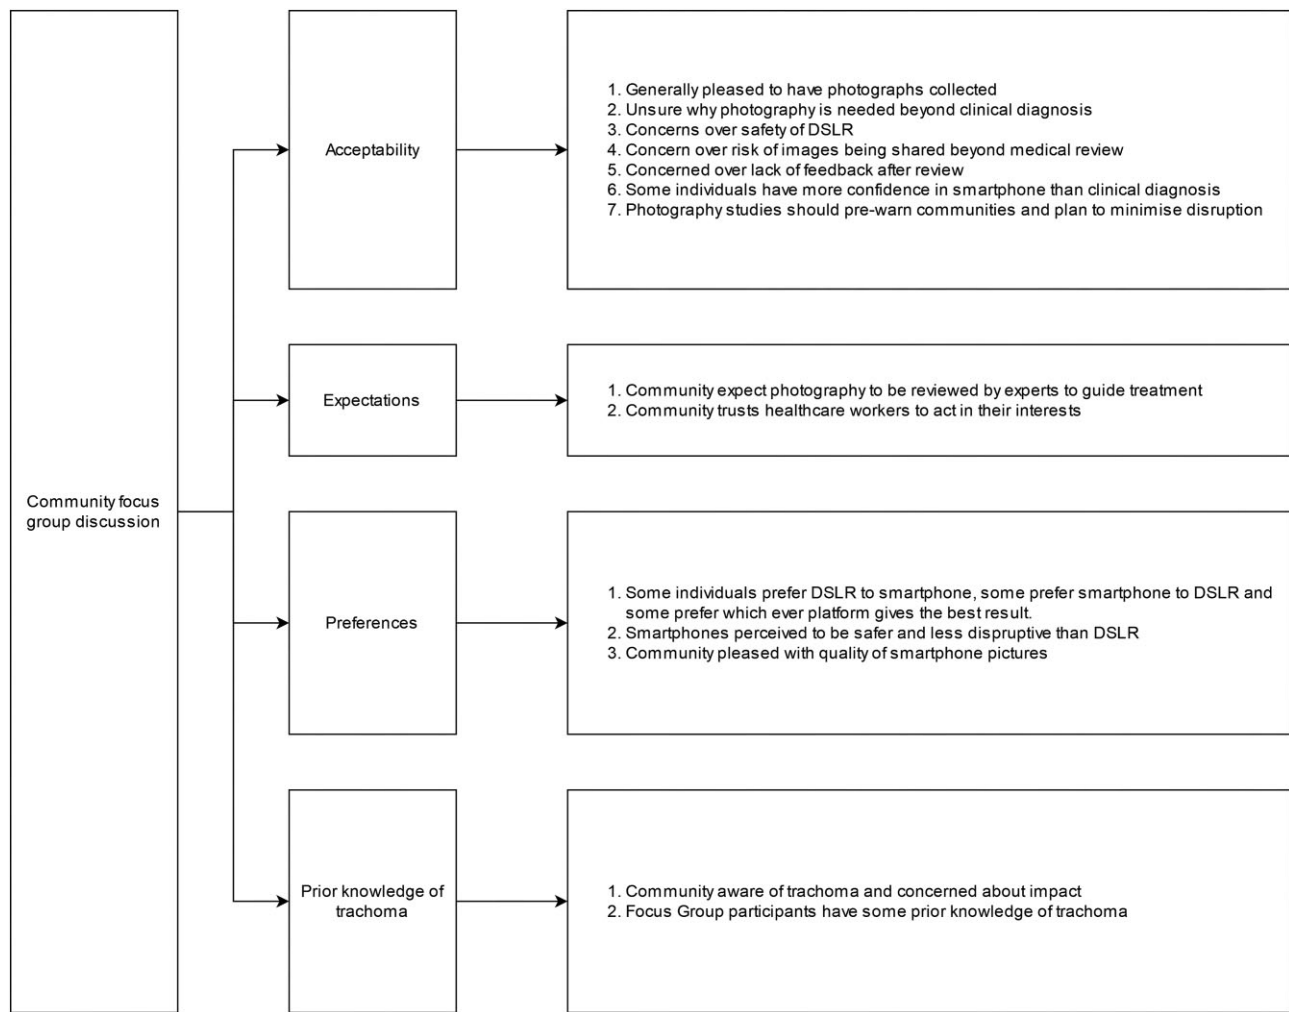 Community focus
group discussion
Acceptability
1. Generally pleased to have photographs collected
2. Unsure why photography is needed beyond clinical diagnosis
3. Concerns over safety of DSLR
4. Concern over risk of images being shared beyond medical review
5. Concerned over lack of feedback after review
6. Some individuals have more confidence in smartphone than clinical diagnosis
7. Photography studies should pre-warn communities and plan to minimise disruption
Expectations
1. Community expect photography to be reviewed by experts to guide treatment
2. Community trusts healthcare workers to act in their interests
Preferences
1. Some individuals prefer DSLR to smartphone, some prefer smartphone to DSLR and
some prefer which ever platform gives the best result.
2. Smartphones perceived to be safer and less disruptive than DSLR
3. Community pleased with quality of smartphone pictures
Prior knowledge of
trachoma
1. Community aware of trachoma and concerned about impact
2. Focus Group participants have some prior knowledge of trachoma